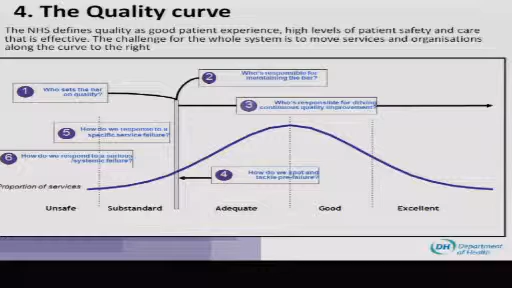 4. The Quality curve
The NHS defines quality as good patient experience, high levels of patient safety and care
that is effective. The challenge for the whole system is to move services and organisations
along the curve to the right
1 Who sets the bar
on quality?
2 Who's responsible for
maintaining the bar?
3 Who's responsible for driving
continuous quality improvement?
5 How do we respond to a
specific service failure?
6 How do we respond to a serious
/systemic failure?
4 How do we spot and
tackle pre-failure?
Proportion of services
Unsafe Substandard Adequate Good Excellent
DH Department
of Health